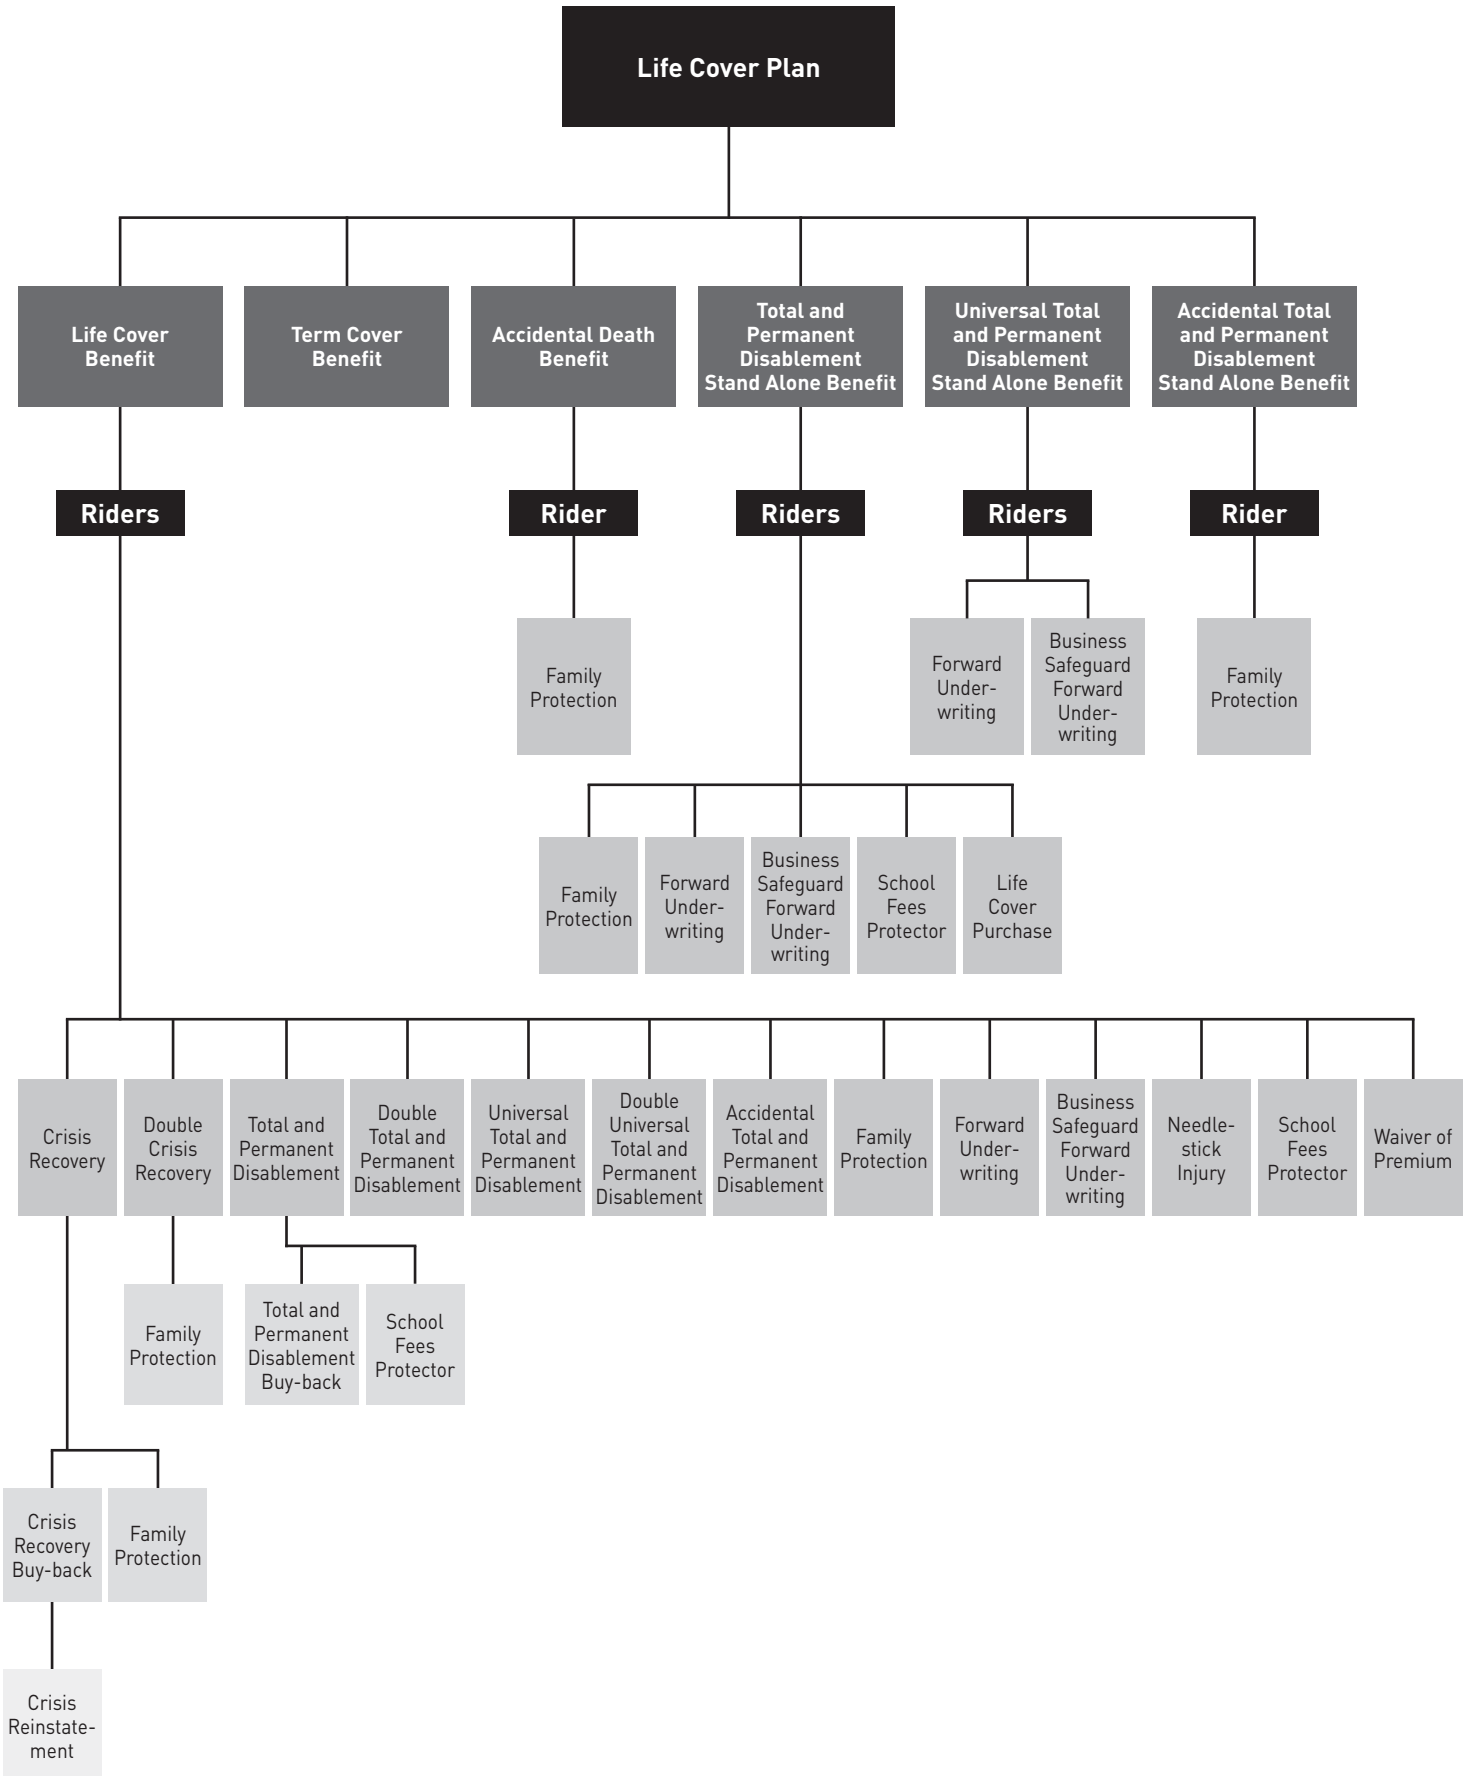 Life Cover Plan
Life Cover
Benefit
Term Cover
Benefit
Accidental Death
Benefit
Total and
Permanent
Disablement
Stand Alone Benefit
Universal Total
and Permanent
Disablement
Stand Alone Benefit
Accidental Total
and Permanent
Disablement
Stand Alone Benefit
Riders
Rider
Riders
Riders
Rider
Family
Protection
Forward
Under-
writing
Business
Safeguard
Forward
Under-
writing
Family
Protection
Family
Protection
Forward
Under-
writing
Business
Safeguard
Forward
Under-
writing
School
Fees
Protector
Life
Cover
Purchase
Crisis
Recovery
Double
Crisis
Recovery
Total and
Permanent
Disablement
Double
Total and
Permanent
Disablement
Universal
Total and
Permanent
Disablement
Double
Universal
Total and
Permanent
Disablement
Accidental
Total and
Permanent
Disablement
Family
Protection
Forward
Under-
writing
Business
Safeguard
Forward
Under-
writing
Needle-
stick
Injury
School
Fees
Protector
Waiver of
Premium
Family
Protection
Total and
Permanent
Disablement
Buy-back
School
Fees
Protector
Crisis
Recovery
Buy-back
Family
Protection
Crisis
Reinstate-
ment